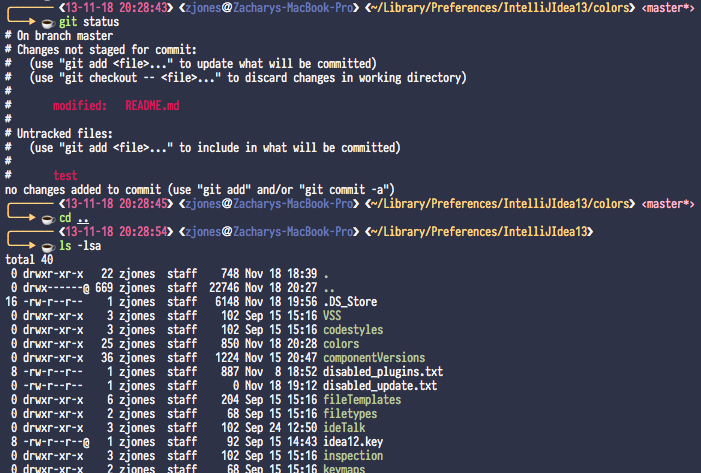 ❮13-11-18 20:28:43❯ ❮zjones@Zacharys-MacBook-Pro❯ ❮~/Library/Preferences/IntelliJIdea13/colors❯ <master*>
git status
# On branch master
# Changes not staged for commit:
#   (use "git add <file>..." to update what will be committed)
#   (use "git checkout -- <file>..." to discard changes in working directory)
#
#       modified:   README.md
#
# Untracked files:
#   (use "git add <file>..." to include in what will be committed)
#
#       test
no changes added to commit (use "git add" and/or "git commit -a")
❮13-11-18 20:28:45❯ ❮zjones@Zacharys-MacBook-Pro❯ ❮~/Library/Preferences/IntelliJIdea13/colors❯ <master*>
cd ..
❮13-11-18 20:28:54❯ ❮zjones@Zacharys-MacBook-Pro❯ ❮~/Library/Preferences/IntelliJIdea13❯
ls -lsa
total 40
 0 drwxr-xr-x   22 zjones  staff    748 Nov 18 18:39 .
 0 drwx------@ 669 zjones  staff  22746 Nov 18 20:27 ..
16 -rw-r--r--    1 zjones  staff   6148 Nov 18 19:56 .DS_Store
 0 drwxr-xr-x    3 zjones  staff    102 Sep 15 15:16 VSS
 0 drwxr-xr-x    3 zjones  staff    102 Sep 15 15:16 codestyles
 0 drwxr-xr-x   25 zjones  staff    850 Nov 18 20:28 colors
 0 drwxr-xr-x   36 zjones  staff   1224 Nov 15 20:47 componentVersions
 8 -rw-r--r--    1 zjones  staff    887 Nov  8 18:52 disabled_plugins.txt
 0 -rw-r--r--    1 zjones  staff      0 Nov 18 19:12 disabled_update.txt
 0 drwxr-xr-x    6 zjones  staff    204 Sep 15 15:16 fileTemplates
 0 drwxr-xr-x    2 zjones  staff     68 Sep 15 15:16 filetypes
 0 drwxr-xr-x    3 zjones  staff    102 Sep 24 12:50 ideTalk
 8 -rw-r--r--@   1 zjones  staff     92 Sep 15 14:43 idea12.key
 0 drwxr-xr-x    3 zjones  staff    102 Sep 15 15:16 inspection
 0 drwxr-xr-x    2 zjones  staff     68 Sep 15 15:16 keymaps